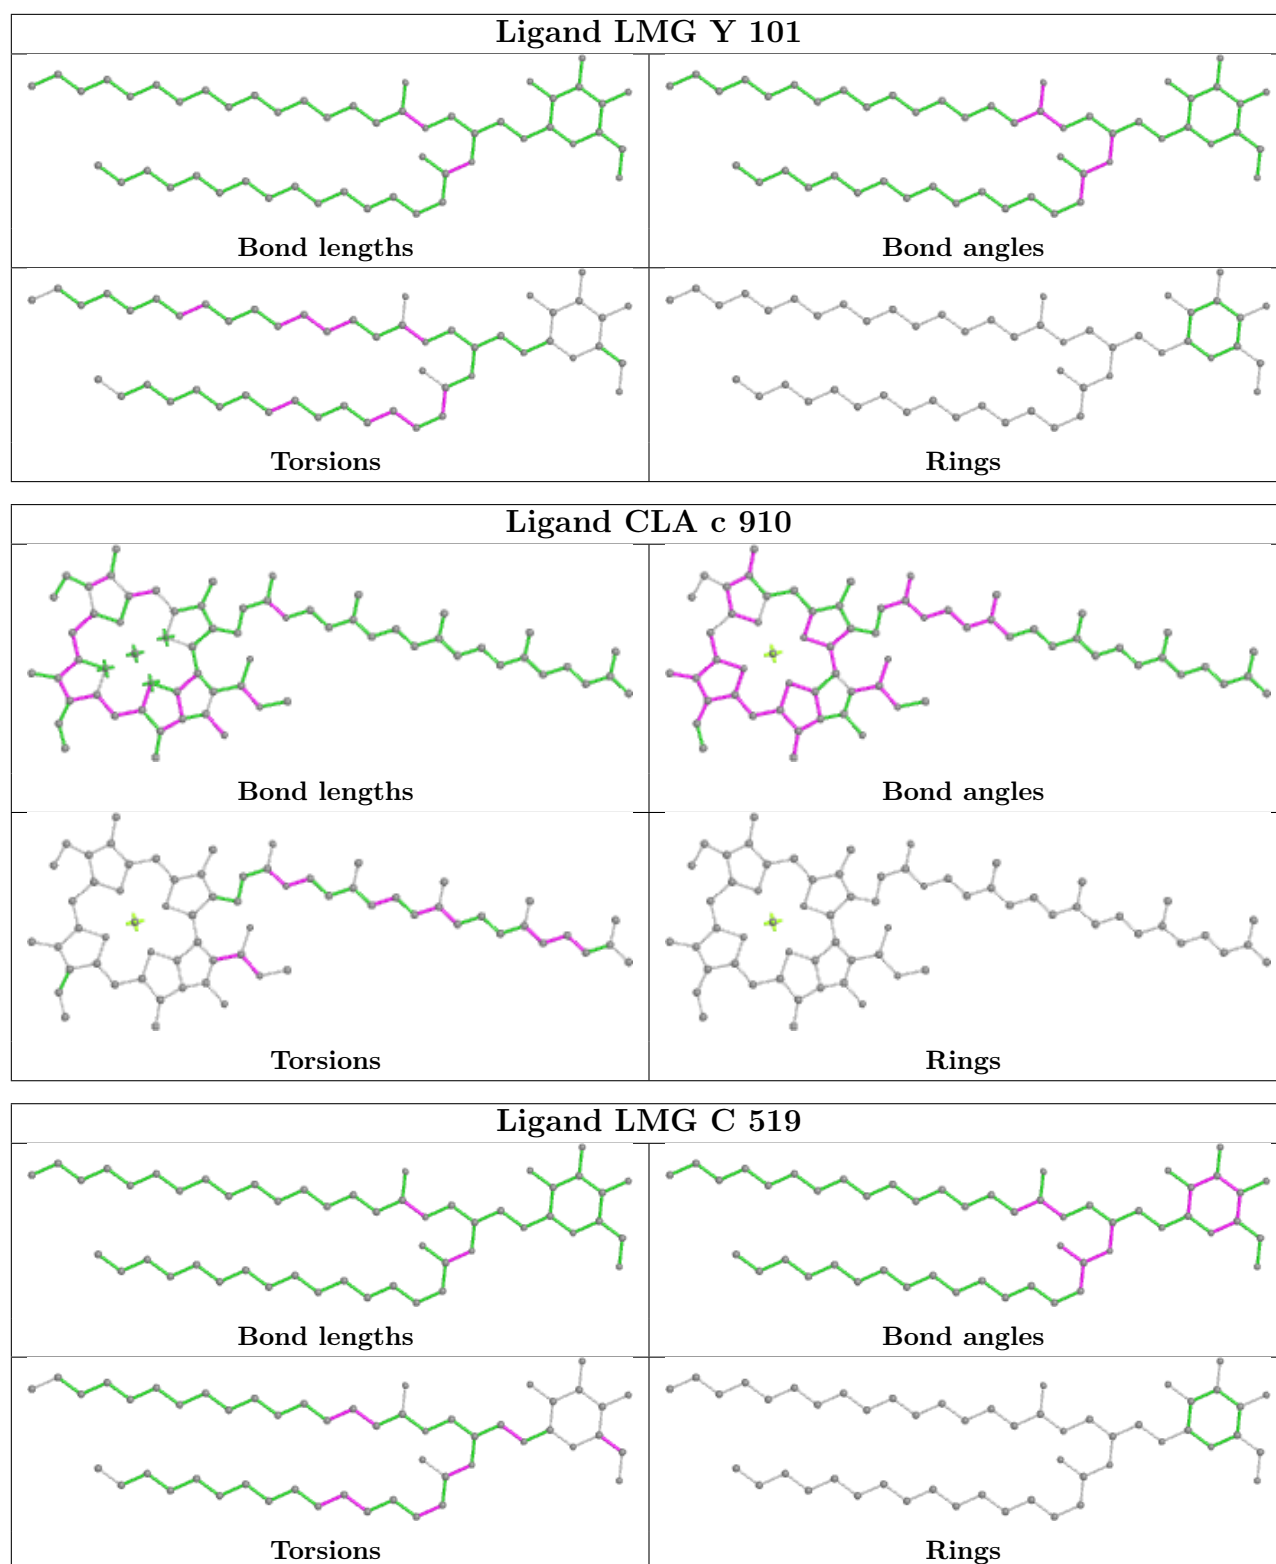 Ligand LMG Y 101
Bond lengths
Bond angles
Torsions
Rings
Ligand CLA c 910
Bond lengths
Bond angles
Torsions
Rings
Ligand LMG C 519
Bond lengths
Bond angles
Torsions
Rings